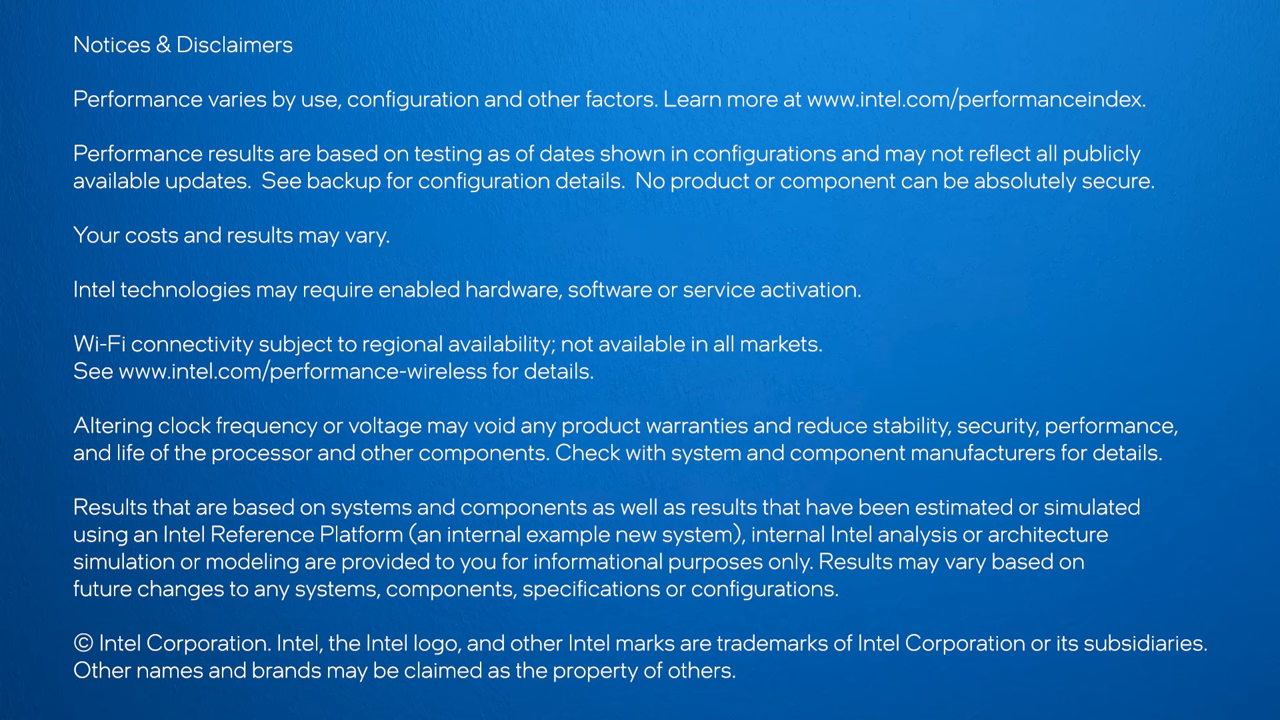 Notices & Disclaimers
Performance varies by use, configuration and other factors. Learn more at www.intel.com/performanceindex.
Performance results are based on testing as of dates shown in configurations and may not reflect all publicly
available updates.  See backup for configuration details.  No product or component can be absolutely secure.
Your costs and results may vary.
Intel technologies may require enabled hardware, software or service activation.
Wi-Fi connectivity subject to regional availability; not available in all markets.
See www.intel.com/performance-wireless for details.
Altering clock frequency or voltage may void any product warranties and reduce stability, security, performance,
and life of the processor and other components. Check with system and component manufacturers for details.
Results that are based on systems and components as well as results that have been estimated or simulated
using an Intel Reference Platform (an internal example new system), internal Intel analysis or architecture
simulation or modeling are provided to you for informational purposes only. Results may vary based on
future changes to any systems, components, specifications or configurations.
© Intel Corporation. Intel, the Intel logo, and other Intel marks are trademarks of Intel Corporation or its subsidiaries.
Other names and brands may be claimed as the property of others.